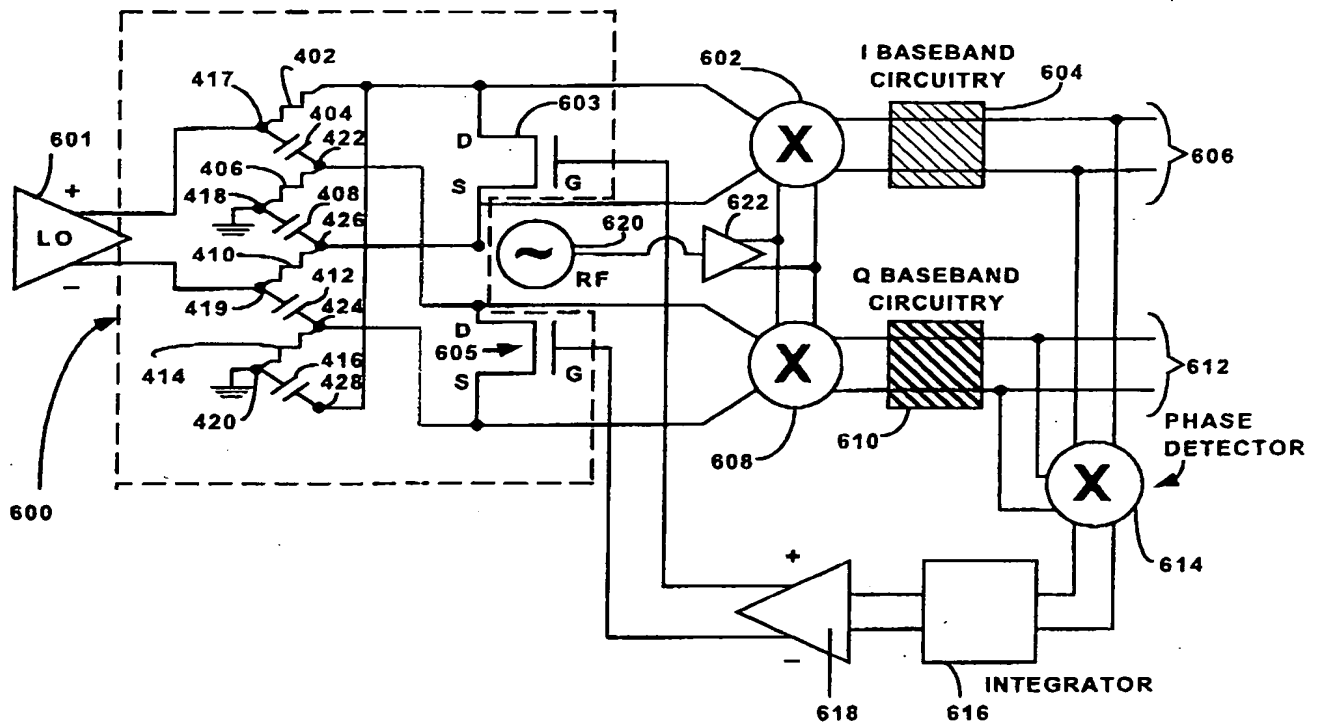 402
417
404
422
601
+
LO
–
406
418
408
426
410
419
412
424
414
416
428
420
600
D
S
G
603
602
X
I BASEBAND
CIRCUITRY
604
606
620
~
RF
622
D
605
S
G
X
608
Q BASEBAND
CIRCUITRY
610
612
PHASE
DETECTOR
X
614
+
–
618
616
INTEGRATOR